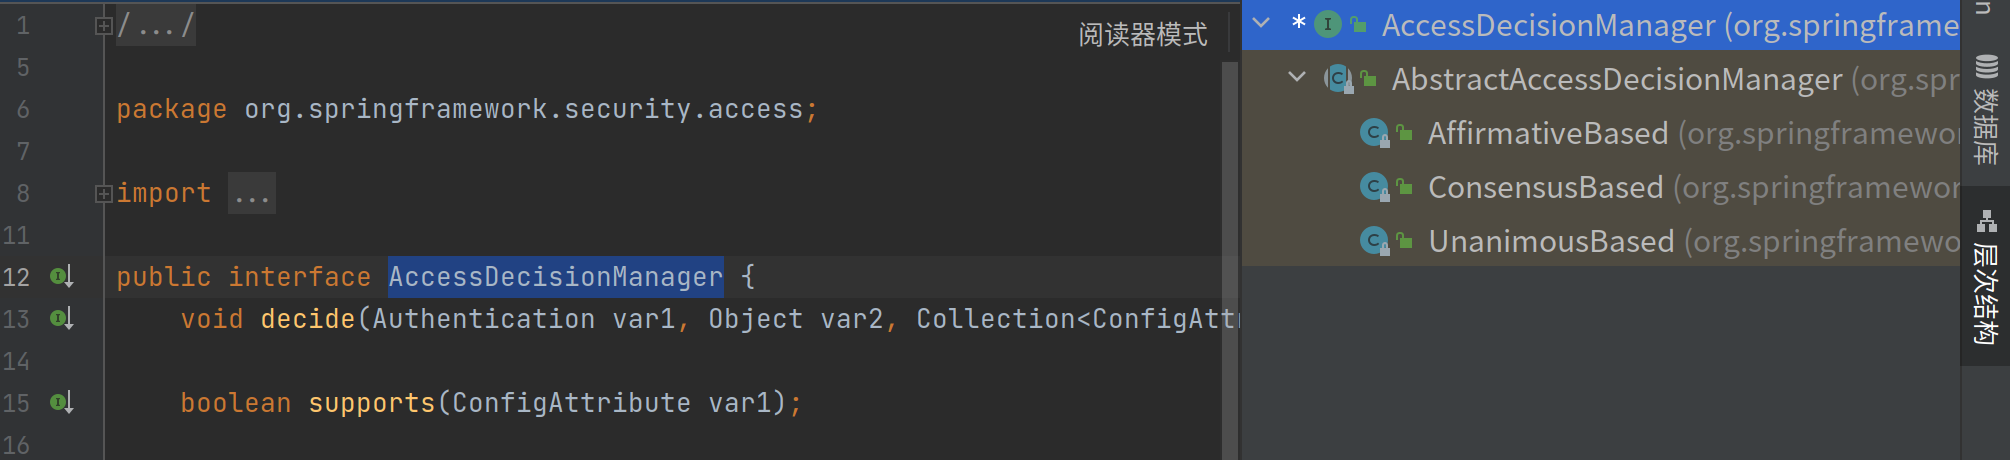 1 /.../
阅读器模式
5
6 package org.springframework.security.access;
7
8 import ...
11
12 public interface AccessDecisionManager {
13 void decide(Authentication var1, Object var2, Collection<ConfigAtt
14
15 boolean supports(ConfigAttribute var1);
16
* AccessDecisionManager (org.springframe
AbstractAccessDecisionManager (org.spr
AffirmativeBased (org.springframewor
ConsensusBased (org.springframewor
UnanimousBased (org.springframewo
n
数据库
层次结构